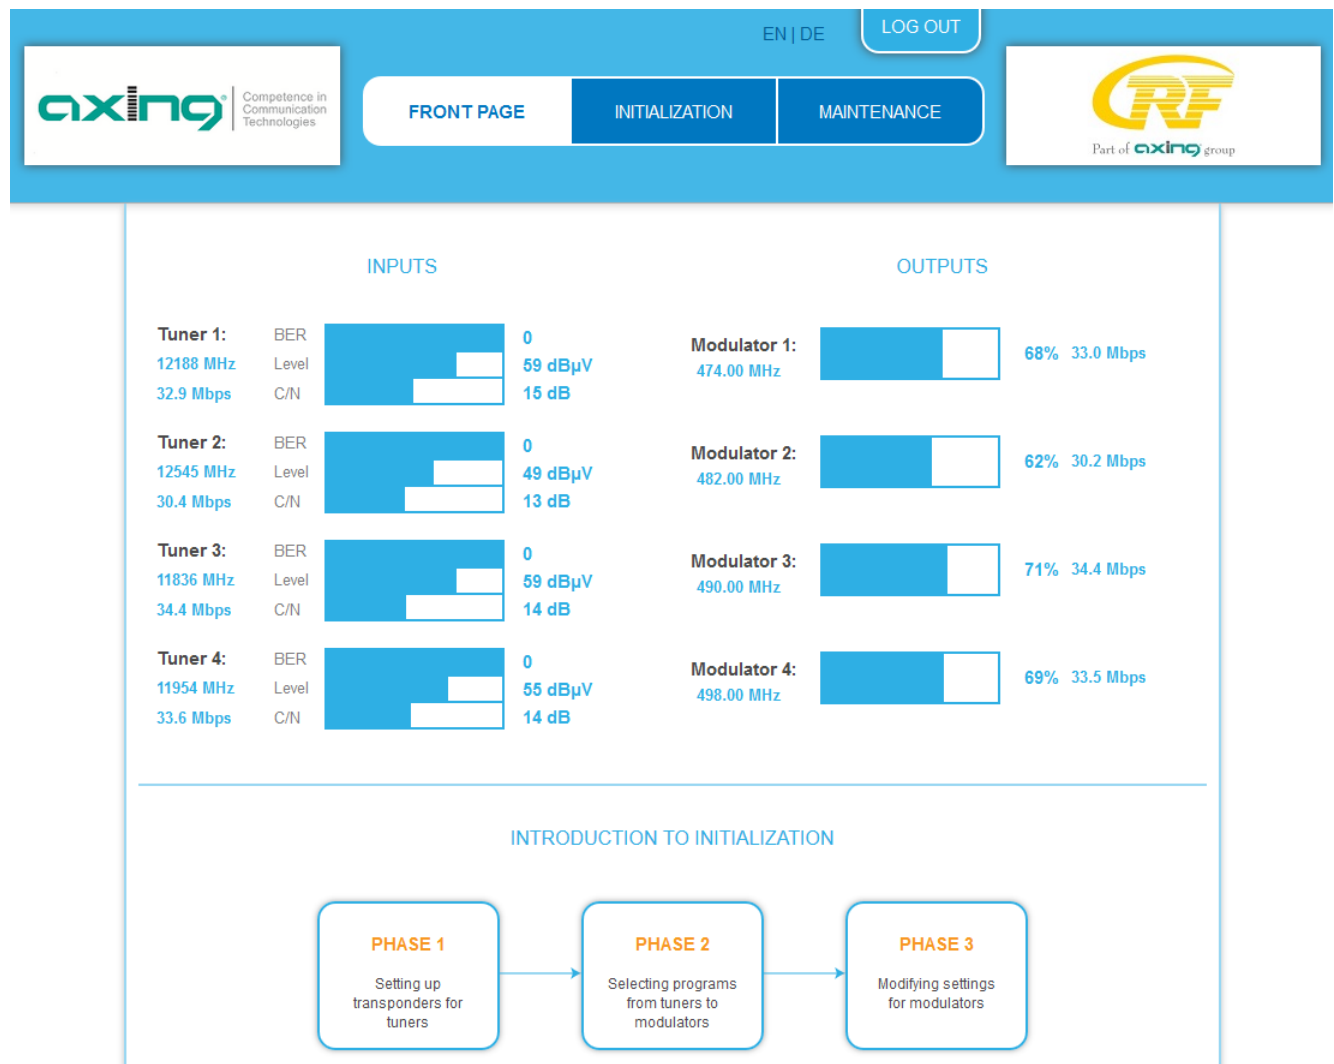 EN | DE
LOG OUT
axing
Competence in
Communication
Technologies
FRONT PAGE
INITIALIZATION
MAINTENANCE
RF
Part of axing group
INPUTS
Tuner 1:
BER
0
12188 MHz
Level
59 dBµV
32.9 Mbps
C/N
15 dB
Tuner 2:
BER
0
12545 MHz
Level
49 dBµV
30.4 Mbps
C/N
13 dB
Tuner 3:
BER
0
11836 MHz
Level
59 dBµV
34.4 Mbps
C/N
14 dB
Tuner 4:
BER
0
11954 MHz
Level
55 dBµV
33.6 Mbps
C/N
14 dB
OUTPUTS
Modulator 1:
474.00 MHz
68% 33.0 Mbps
Modulator 2:
482.00 MHz
62% 30.2 Mbps
Modulator 3:
490.00 MHz
71% 34.4 Mbps
Modulator 4:
498.00 MHz
69% 33.5 Mbps
INTRODUCTION TO INITIALIZATION
PHASE 1
Setting up
transponders for
tuners
PHASE 2
Selecting programs
from tuners to
modulators
PHASE 3
Modifying settings
for modulators